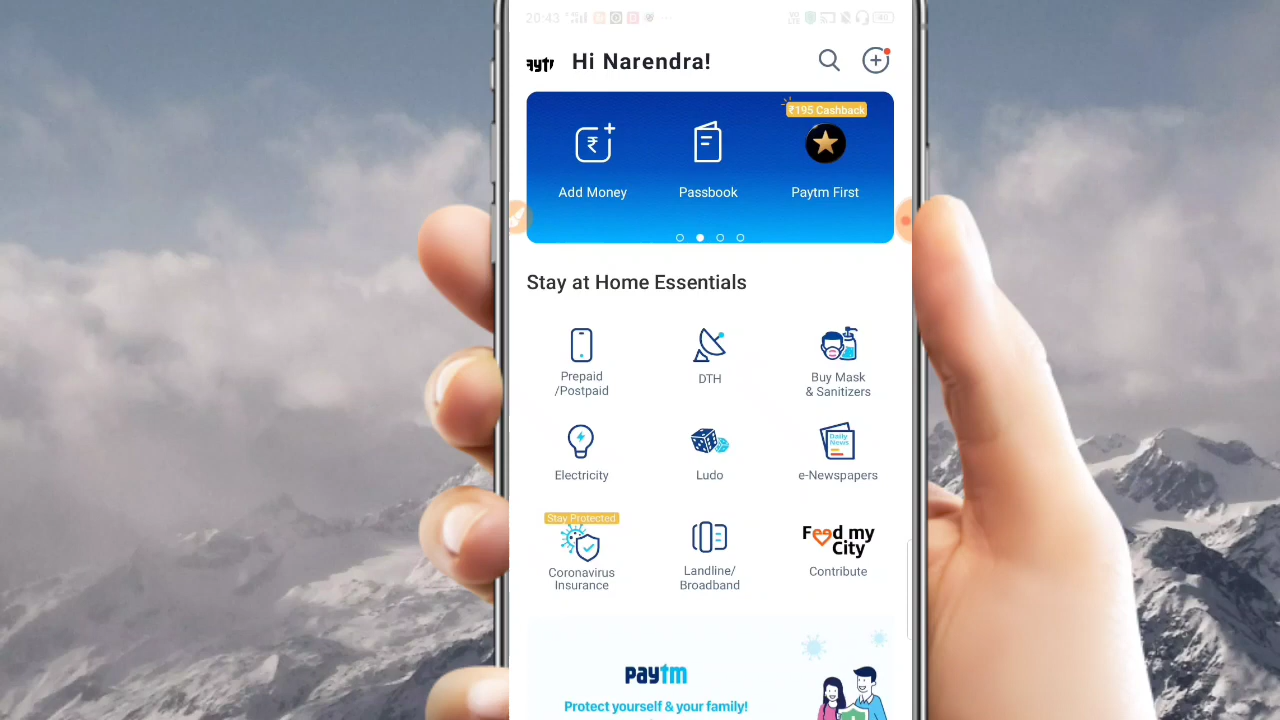 20:43
Hi Narendra!
₹195 Cashback
Add Money
Passbook
Paytm First
Stay at Home Essentials
Prepaid
/Postpaid
DTH
Buy Mask
& Sanitizers
Daily
News
Electricity
Ludo
e-Newspapers
Stay Protected
Feed my
City
Coronavirus
Insurance
Landline/
Broadband
Contribute
paytm
Protect yourself & your family!